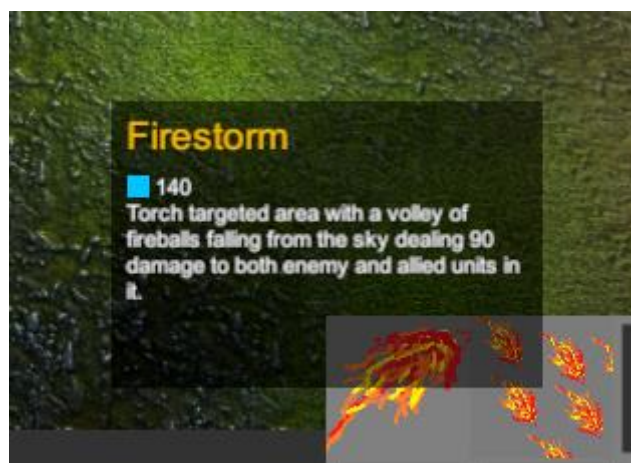 Firestorm
140
Torch targeted area with a volley of
fireballs falling from the sky dealing 90
damage to both enemy and allied units in
it.